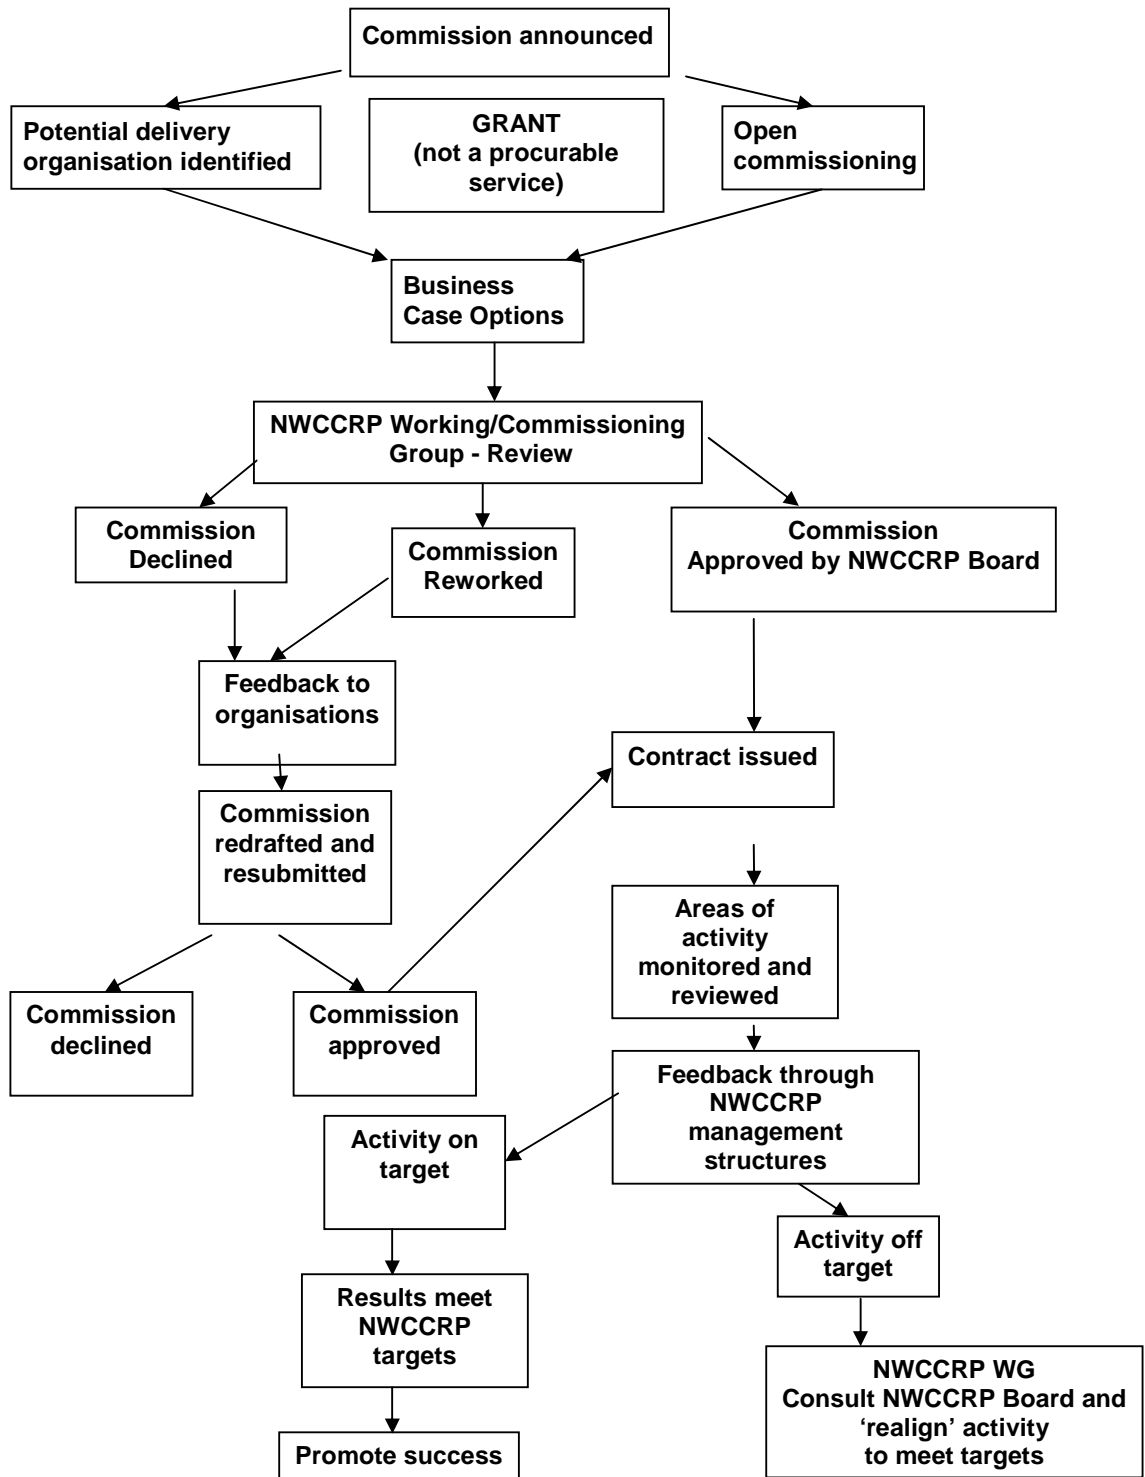 Commission announced
Potential delivery
organisation identified
GRANT
(not a procurable
service)
Open
commissioning
Business
Case Options
NWCCRP Working/Commissioning
Group - Review
Commission
Declined
Commission
Reworked
Commission
Approved by NWCCRP Board
Feedback to
organisations
Contract issued
Commission
redrafted and
resubmitted
Areas of
activity
monitored and
reviewed
Commission
declined
Commission
approved
Feedback through
NWCCRP
management
structures
Activity on
target
Activity off
target
Results meet
NWCCRP
targets
NWCCRP WG
Consult NWCCRP Board and
‘realign’ activity
to meet targets
Promote success